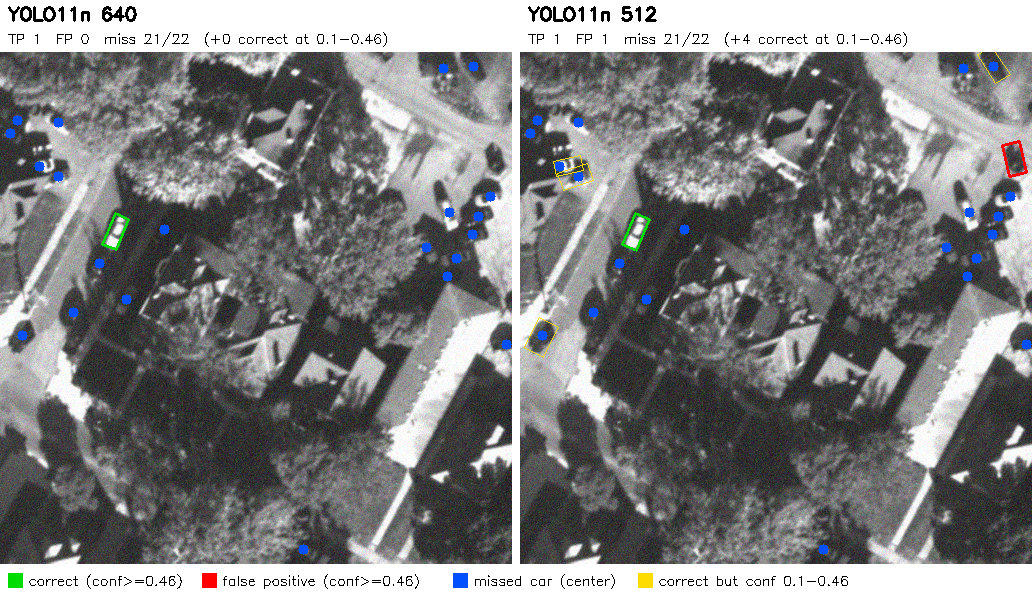 YOLO11n 640
TP 1 FP 0 miss 21/22 (+0 correct at 0.1-0.46)
YOLO11n 512
TP 1 FP 1 miss 21/22 (+4 correct at 0.1-0.46)
correct (conf>=0.46)
false positive (conf>=0.46)
missed car (center)
correct but conf 0.1-0.46